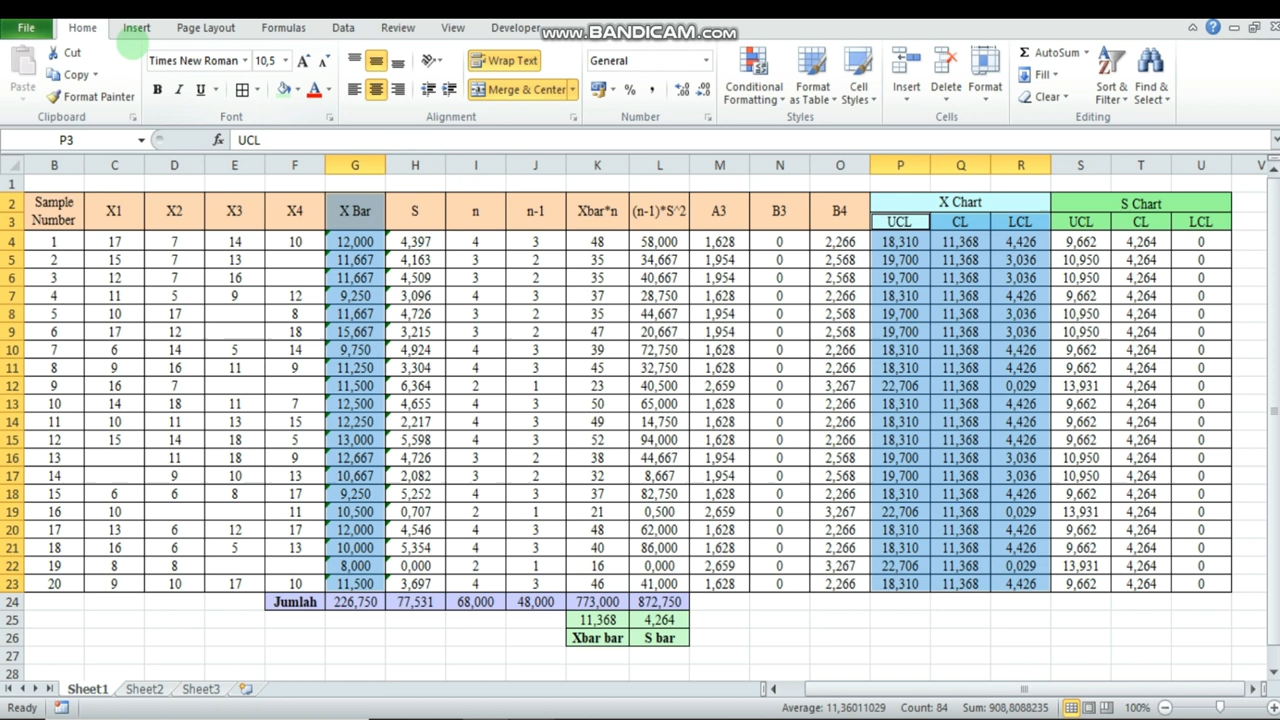 www.BANDICAM.com
File Home Insert Page Layout Formulas Data Review View Developer
Cut
Copy
Format Painter
Paste
Clipboard
Times New Roman 10,5
Font
Wrap Text
Merge & Center
Alignment
General
Number
Conditional Formatting
Format as Table
Cell Styles
Styles
Insert Delete Format
Cells
AutoSum
Fill
Clear
Sort & Filter
Find & Select
Editing
P3 fx UCL
B C D E F G H I J K L M N O P Q R S T U V
1
2 Sample Number X1 X2 X3 X4 X Bar S n n-1 Xbar*n (n-1)*S^2 A3 B3 B4 X Chart S Chart
3 UCL CL LCL UCL CL LCL
4 1 17 7 14 10 12,000 4,397 4 3 48 58,000 1,628 0 2,266 18,310 11,368 4,426 9,662 4,264 0
5 2 15 7 13 11,667 4,163 3 2 35 34,667 1,954 0 2,568 19,700 11,368 3,036 10,950 4,264 0
6 3 12 7 16 11,667 4,509 3 2 35 40,667 1,954 0 2,568 19,700 11,368 3,036 10,950 4,264 0
7 4 11 5 9 12 9,250 3,096 4 3 37 28,750 1,628 0 2,266 18,310 11,368 4,426 9,662 4,264 0
8 5 10 17 8 11,667 4,726 3 2 35 44,667 1,954 0 2,568 19,700 11,368 3,036 10,950 4,264 0
9 6 17 12 18 15,667 3,215 3 2 47 20,667 1,954 0 2,568 19,700 11,368 3,036 10,950 4,264 0
10 7 6 14 5 14 9,750 4,924 4 3 39 72,750 1,628 0 2,266 18,310 11,368 4,426 9,662 4,264 0
11 8 9 16 11 9 11,250 3,304 4 3 45 32,750 1,628 0 2,266 18,310 11,368 4,426 9,662 4,264 0
12 9 16 7 11,500 6,364 2 1 23 40,500 2,659 0 3,267 22,706 11,368 0,029 13,931 4,264 0
13 10 14 18 11 7 12,500 4,655 4 3 50 65,000 1,628 0 2,266 18,310 11,368 4,426 9,662 4,264 0
14 11 10 11 13 15 12,250 2,217 4 3 49 14,750 1,628 0 2,266 18,310 11,368 4,426 9,662 4,264 0
15 12 15 14 18 5 13,000 5,598 4 3 52 94,000 1,628 0 2,266 18,310 11,368 4,426 9,662 4,264 0
16 13 11 18 9 12,667 4,726 3 2 38 44,667 1,954 0 2,568 19,700 11,368 3,036 10,950 4,264 0
17 14 9 10 13 10,667 2,082 3 2 32 8,667 1,954 0 2,568 19,700 11,368 3,036 10,950 4,264 0
18 15 6 6 8 17 9,250 5,252 4 3 37 82,750 1,628 0 2,266 18,310 11,368 4,426 9,662 4,264 0
19 16 10 11 10,500 0,707 2 1 21 0,500 2,659 0 3,267 22,706 11,368 0,029 13,931 4,264 0
20 17 13 6 12 17 12,000 4,546 4 3 48 62,000 1,628 0 2,266 18,310 11,368 4,426 9,662 4,264 0
21 18 16 6 5 13 10,000 5,354 4 3 40 86,000 1,628 0 2,266 18,310 11,368 4,426 9,662 4,264 0
22 19 8 8 8,000 0,000 2 1 16 0,000 2,659 0 3,267 22,706 11,368 0,029 13,931 4,264 0
23 20 9 10 17 10 11,500 3,697 4 3 46 41,000 1,628 0 2,266 18,310 11,368 4,426 9,662 4,264 0
24 Jumlah 226,750 77,531 68,000 48,000 773,000 872,750
25 11,368 4,264
26 Xbar bar S bar
27
28
Sheet1 Sheet2 Sheet3
Ready Average: 11,36011029 Count: 84 Sum: 908,8088235 100%